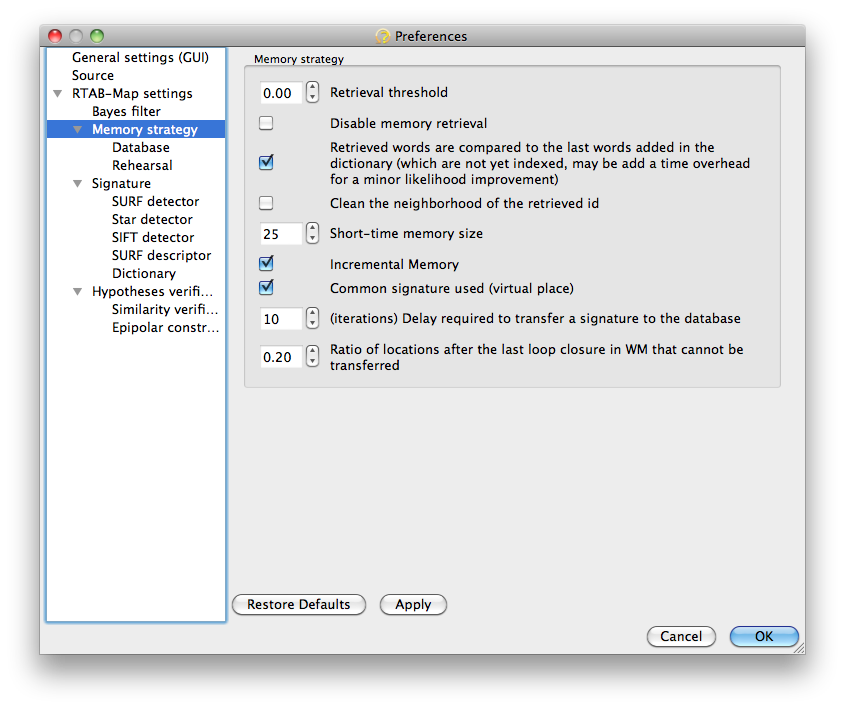 Preferences
General settings (GUI)
Source
RTAB-Map settings
Bayes filter
Memory strategy
Database
Rehearsal
Signature
SURF detector
Star detector
SIFT detector
SURF descriptor
Dictionary
Hypotheses verifi...
Similarity verifi...
Epipolar constr...
Memory strategy
0.00 Retrieval threshold
Disable memory retrieval
Retrieved words are compared to the last words added in the
dictionary (which are not yet indexed, may be add a time overhead
for a minor likelihood improvement)
Clean the neighborhood of the retrieved id
25 Short-time memory size
Incremental Memory
Common signature used (virtual place)
10 (iterations) Delay required to transfer a signature to the database
0.20 Ratio of locations after the last loop closure in WM that cannot be
transferred
Restore Defaults Apply
Cancel OK